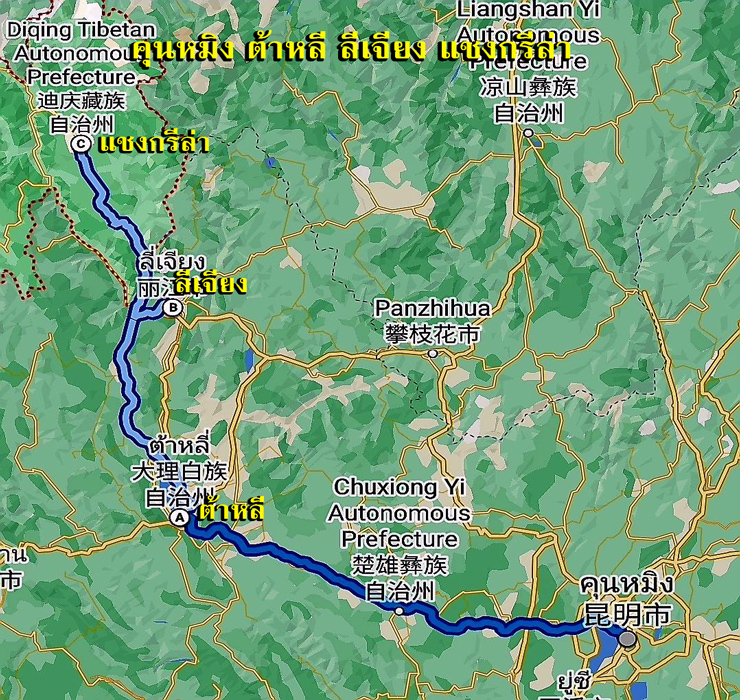 Liangshan Yi
Autonomous
Prefecture
凉山彝族
自治州
Diqing Tibetan
Autonomous
Prefecture
迪庆藏族
自治州
คุนหมิง ต้าหลี ลีเจียง แชงกรีล่า
C
แชงกรีล่า
ลี่เจียง
丽江
ลีเจียง
B
Panzhihua
攀枝花市
ต้าหลี่
大理白族
自治州
A
ต้าหลี
Chuxiong Yi
Autonomous
Prefecture
楚雄彝族
自治州
าน
市
คุนหมิง
昆明市
ยู่ซี